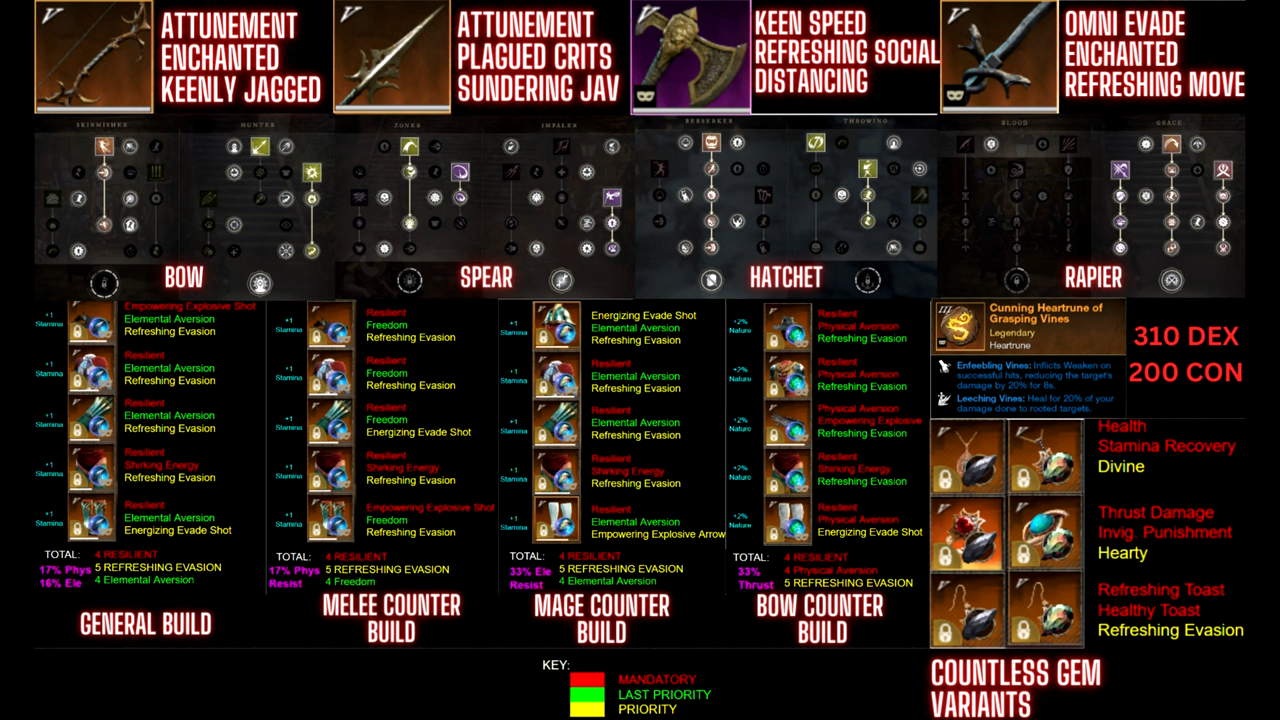 ATTUNEMENT
ENCHANTED
KEENLY JAGGED
ATTUNEMENT
PLAGUED CRITS
SUNDERING JAV
KEEN SPEED
REFRESHING SOCIAL
DISTANCING
OMNI EVADE
ENCHANTED
REFRESHING MOVE
SKIRMISHER
HUNTER
ZONER
IMPALER
BERSERKER
THROWING
BLOOD
GRACE
BOW
SPEAR
HATCHET
RAPIER
+1 Stamina
Empowering Explosive Shot
Elemental Aversion
Refreshing Evasion
+1 Stamina
Resilient
Elemental Aversion
Refreshing Evasion
+1 Stamina
Resilient
Elemental Aversion
Refreshing Evasion
+1 Stamina
Resilient
Shirking Energy
Refreshing Evasion
+1 Stamina
Resilient
Elemental Aversion
Energizing Evade Shot
TOTAL:
4 RESILIENT
17% Phys
5 REFRESHING EVASION
16% Ele
4 Elemental Aversion
GENERAL BUILD
+1 Stamina
Resilient
Freedom
Refreshing Evasion
+1 Stamina
Resilient
Freedom
Refreshing Evasion
+1 Stamina
Resilient
Freedom
Energizing Evade Shot
+1 Stamina
Resilient
Shirking Energy
Refreshing Evasion
+1 Stamina
Empowering Explosive Shot
Freedom
Refreshing Evasion
TOTAL:
4 RESILIENT
17% Phys
5 REFRESHING EVASION
Resist
4 Freedom
MELEE COUNTER
BUILD
+1 Stamina
Energizing Evade Shot
Elemental Aversion
Refreshing Evasion
+1 Stamina
Resilient
Elemental Aversion
Refreshing Evasion
+1 Stamina
Resilient
Elemental Aversion
Refreshing Evasion
+1 Stamina
Resilient
Shirking Energy
Refreshing Evasion
+1 Stamina
Resilient
Elemental Aversion
Empowering Explosive Arrow
TOTAL:
4 RESILIENT
33% Ele
5 REFRESHING EVASION
Resist
4 Elemental Aversion
MAGE COUNTER
BUILD
+2% Nature
Resilient
Physical Aversion
Refreshing Evasion
+2% Nature
Resilient
Physical Aversion
Refreshing Evasion
+2% Nature
Physical Aversion
Empowering Explosive
Refreshing Evasion
+2% Nature
Resilient
Shirking Energy
Refreshing Evasion
+2% Nature
Resilient
Physical Aversion
Energizing Evade Shot
TOTAL:
4 RESILIENT
33%
4 Physical Aversion
Thrust
5 REFRESHING EVASION
BOW COUNTER
BUILD
III
Cunning Heartrune of
Grasping Vines
Legendary
Heartrune
Enfeebling Vines: Inflicts Weaken on
successful hits, reducing the target's
damage by 20% for 8s.
Leeching Vines: Heal for 20% of your
damage done to rooted targets.
310 DEX
200 CON
Health
Stamina Recovery
Divine
Thrust Damage
Invig. Punishment
Hearty
Refreshing Toast
Healthy Toast
Refreshing Evasion
COUNTLESS GEM
VARIANTS
KEY:
MANDATORY
LAST PRIORITY
PRIORITY